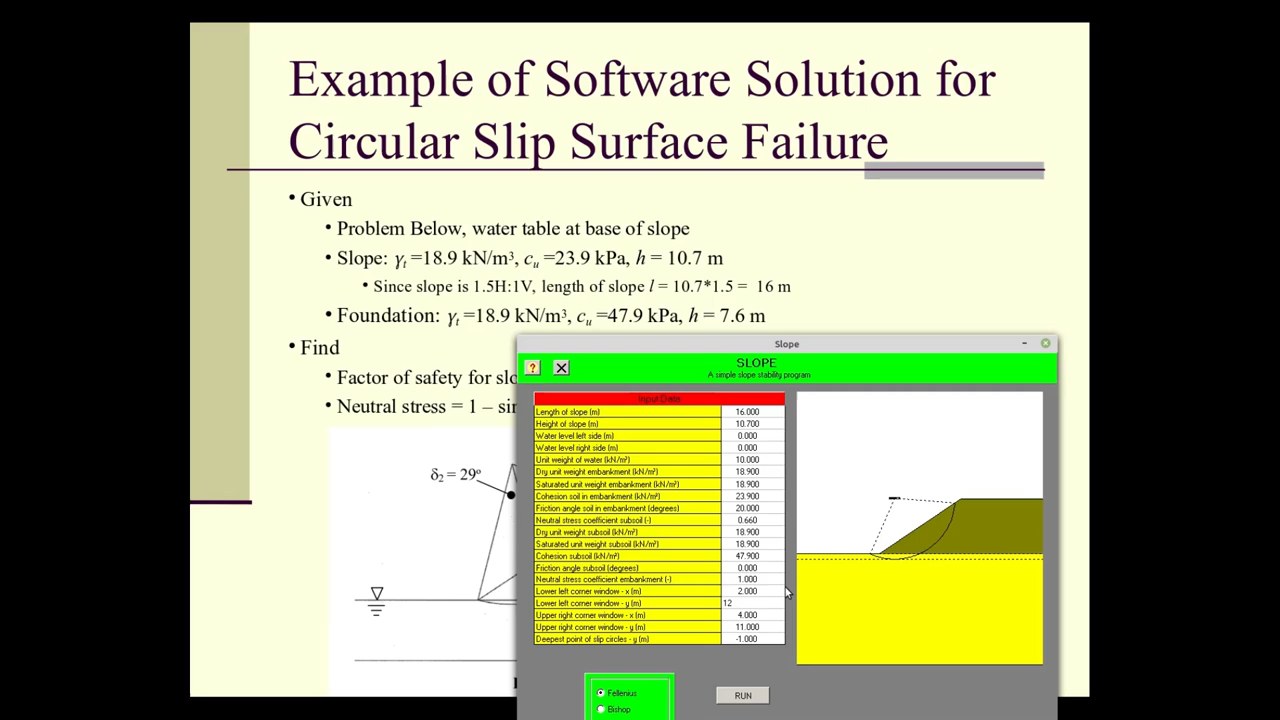 Example of Software Solution for
Circular Slip Surface Failure
• Given
• Problem Below, water table at base of slope
• Slope: γt =18.9 kN/m³, cu =23.9 kPa, h = 10.7 m
• Since slope is 1.5H:1V, length of slope l = 10.7*1.5 = 16 m
• Foundation: γt =18.9 kN/m³, cu =47.9 kPa, h = 7.6 m
• Find
• Factor of safety for slo
• Neutral stress = 1 – sin
δ2 = 29º
Slope
?
SLOPE
A simple slope stability program
Input Data
Length of slope (m) 16.000
Height of slope (m) 10.700
Water level left side (m) 0.000
Water level right side (m) 0.000
Unit weight of water (kN/m³) 10.000
Dry unit weight embankment (kN/m³) 18.900
Saturated unit weight embankment (kN/m³) 18.900
Cohesion soil in embankment (kN/m²) 23.900
Friction angle soil in embankment (degrees) 20.000
Neutral stress coefficient subsoil (-) 0.660
Dry unit weight subsoil (kN/m³) 18.900
Saturated unit weight subsoil (kN/m³) 18.900
Cohesion subsoil (kN/m²) 47.900
Friction angle subsoil (degrees) 0.000
Neutral stress coefficient embankment (-) 1.000
Lower left corner window - x (m) 2.000
Lower left corner window - y (m) 12
Upper right corner window - x (m) 4.000
Upper right corner window - y (m) 11.000
Deepest point of slip circles - y (m) -1.000
Fellenius
Bishop
RUN